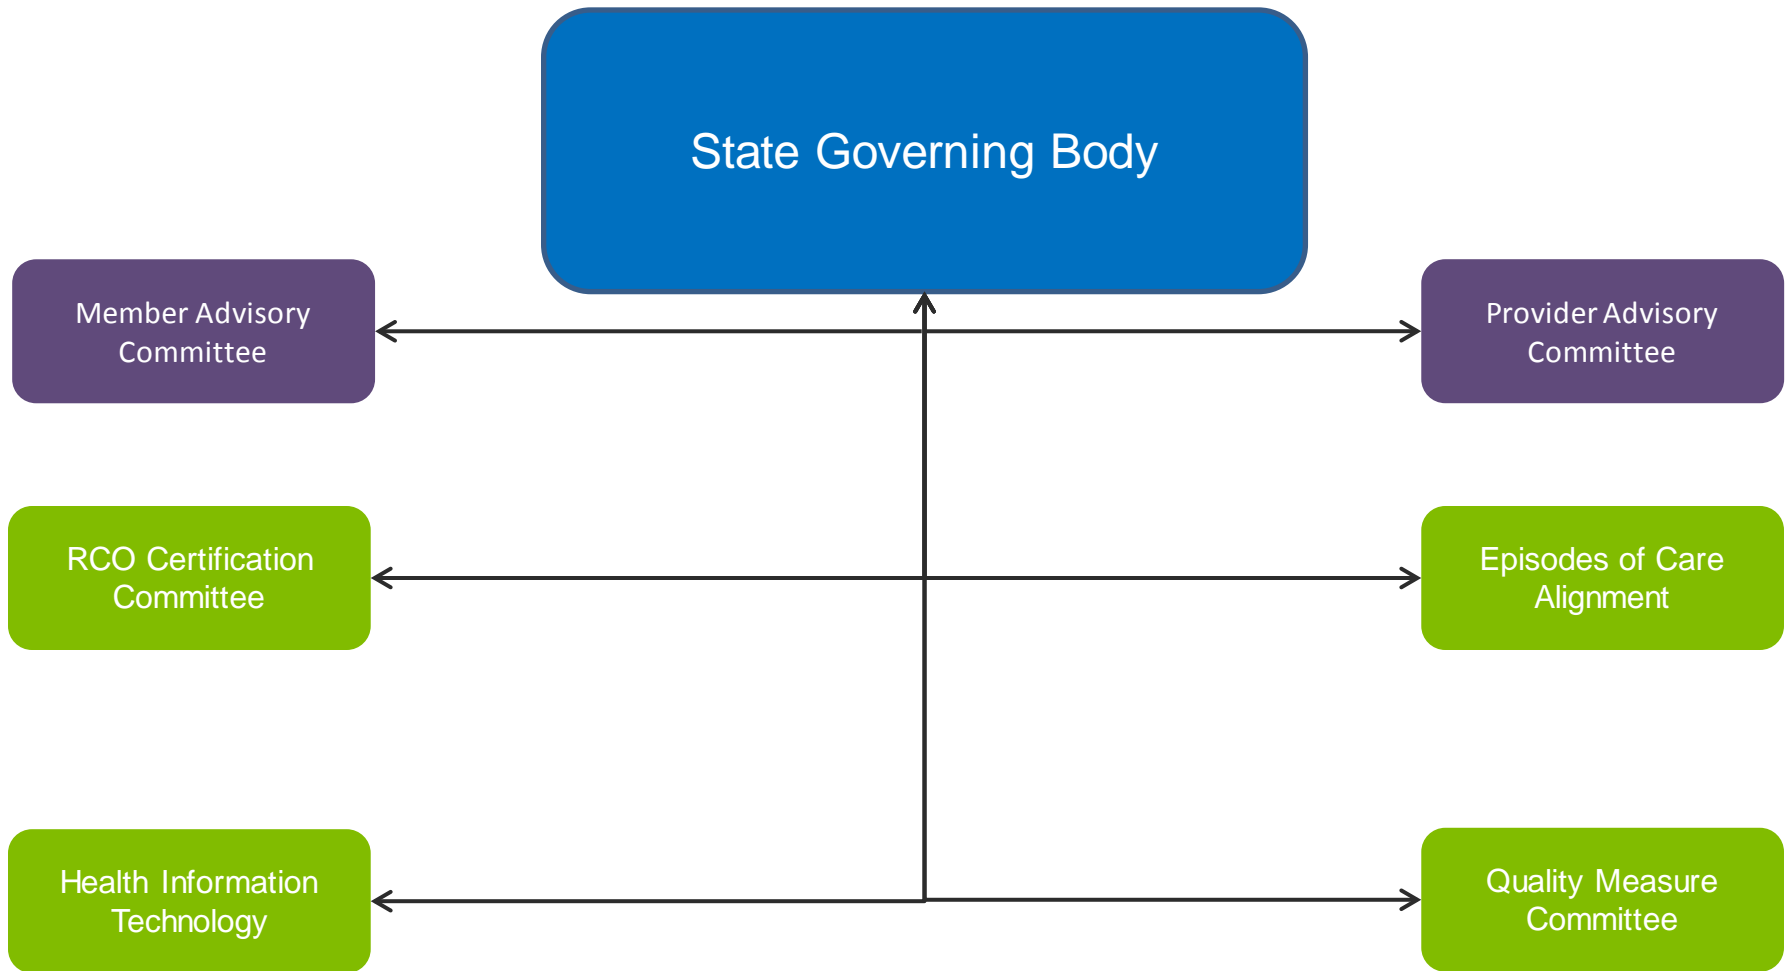 State Governing Body
Member Advisory
Committee
Provider Advisory
Committee
RCO Certification
Committee
Episodes of Care
Alignment
Health Information
Technology
Quality Measure
Committee